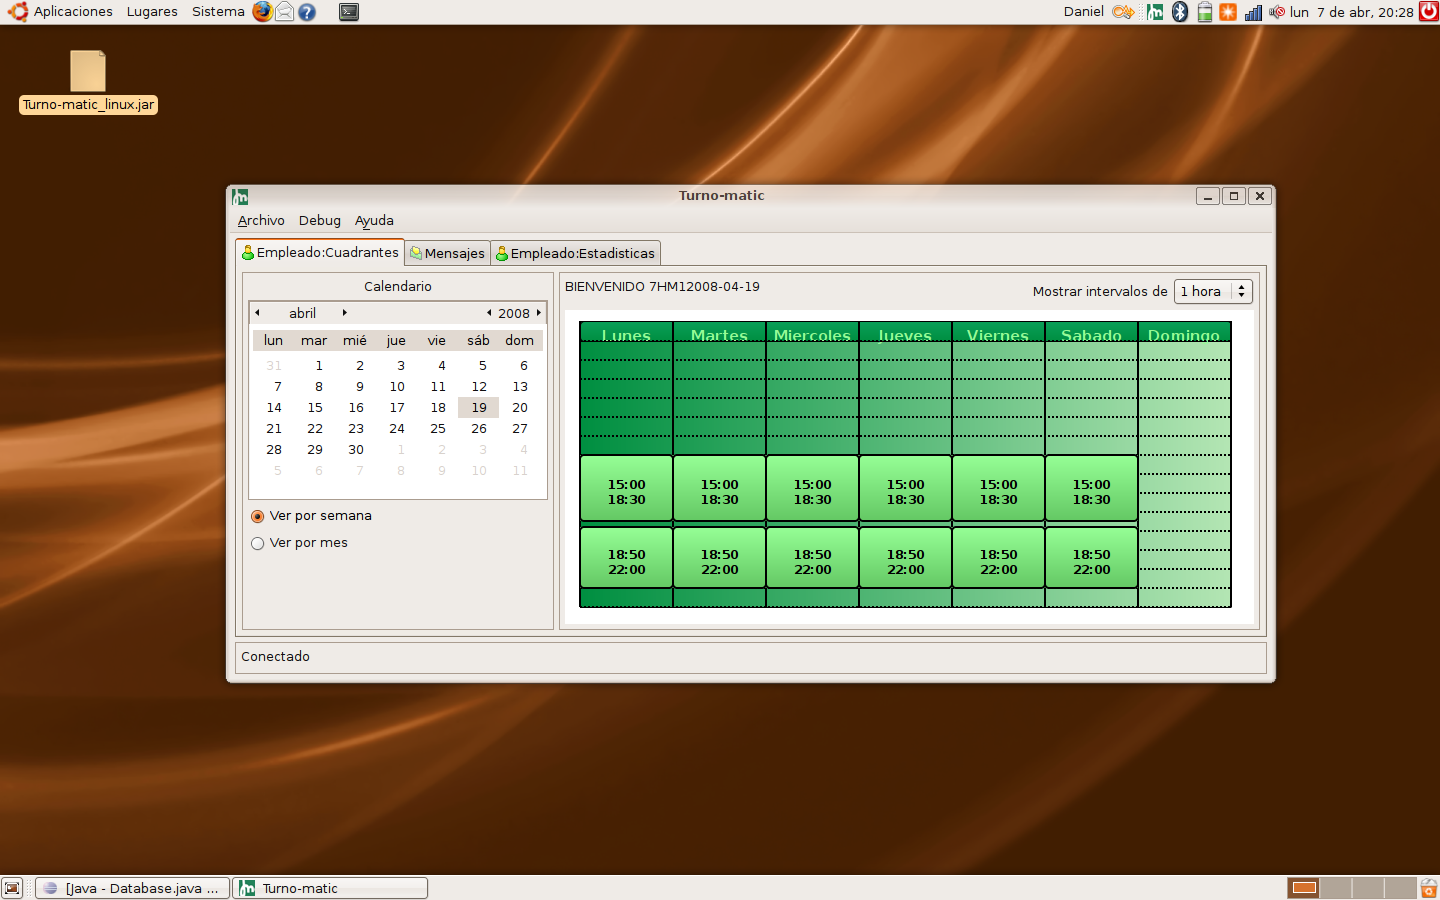 Aplicaciones Lugares Sistema
Daniel
lun 7 de abr, 20:28
Turno-matic_linux.jar
Turno-matic
Archivo Debug Ayuda
Empleado:Cuadrantes Mensajes Empleado:Estadisticas
Calendario
abril 2008
lun mar mié jue vie sáb dom
31 1 2 3 4 5 6
7 8 9 10 11 12 13
14 15 16 17 18 19 20
21 22 23 24 25 26 27
28 29 30 1 2 3 4
5 6 7 8 9 10 11
Ver por semana
Ver por mes
BIENVENIDO 7HM12008-04-19
Mostrar intervalos de 1 hora
Lunes Martes Miercoles Jueves Viernes Sabado Domingo
15:00 15:00 15:00 15:00 15:00 15:00
18:30 18:30 18:30 18:30 18:30 18:30
18:50 18:50 18:50 18:50 18:50 18:50
22:00 22:00 22:00 22:00 22:00 22:00
Conectado
[Java - Database.java ...
Turno-matic